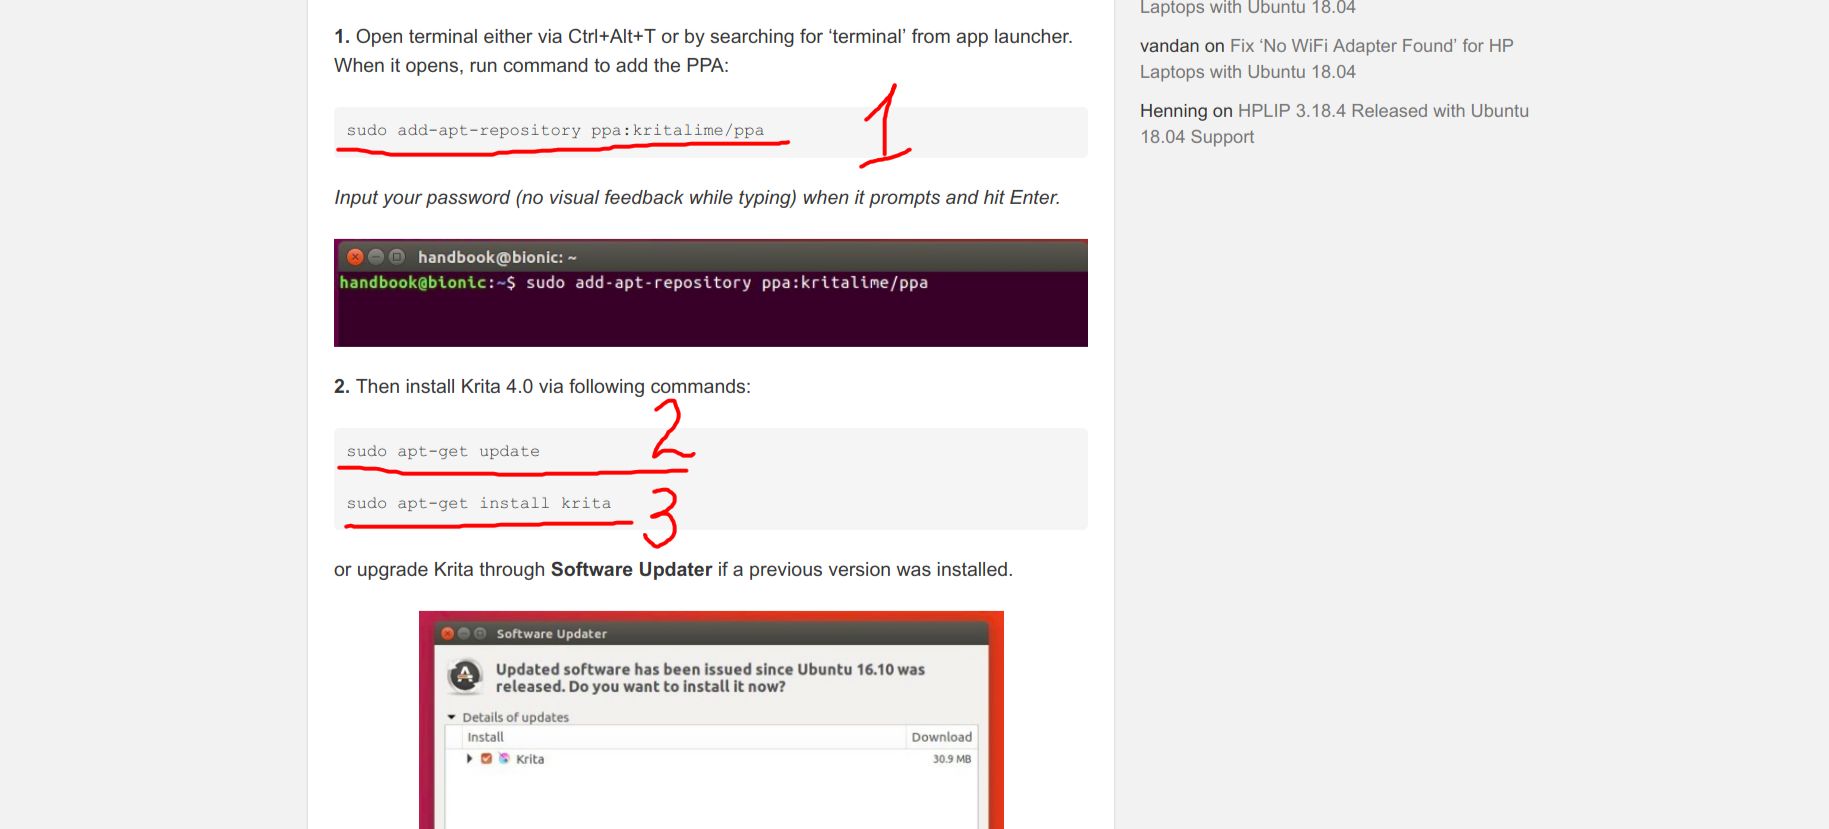 1. Open terminal either via Ctrl+Alt+T or by searching for ‘terminal’ from app launcher.
When it opens, run command to add the PPA:
sudo add-apt-repository ppa:kritalime/ppa
1
Input your password (no visual feedback while typing) when it prompts and hit Enter.
handbook@bionic: ~
handbook@bionic:~$ sudo add-apt-repository ppa:kritalime/ppa
2. Then install Krita 4.0 via following commands:
2
sudo apt-get update
sudo apt-get install krita
3
or upgrade Krita through Software Updater if a previous version was installed.
Software Updater
Updated software has been issued since Ubuntu 16.10 was
released. Do you want to install it now?
Details of updates
Install Download
Krita 30.9 MB
Laptops with Ubuntu 18.04
vandan on Fix ‘No WiFi Adapter Found’ for HP
Laptops with Ubuntu 18.04
Henning on HPLIP 3.18.4 Released with Ubuntu
18.04 Support